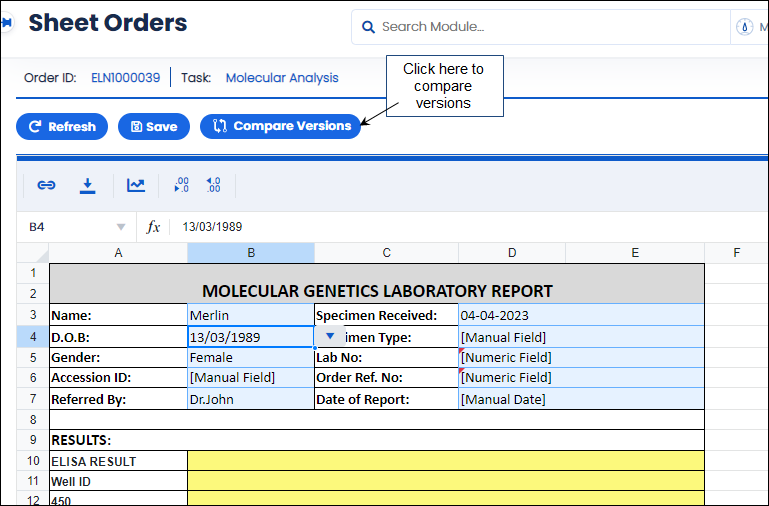 Sheet Orders
Search Module...
M
Click here to
compare
versions
Order ID: ELN1000039 Task: Molecular Analysis
Refresh Save Compare Versions
.00 .0 .0 .00
B4 fx 13/03/1989
A B C D E F
1
2 MOLECULAR GENETICS LABORATORY REPORT
3 Name: Merlin Specimen Received: 04-04-2023
4 D.O.B: 13/03/1989 imen Type: [Manual Field]
5 Gender: Female Lab No: [Numeric Field]
6 Accession ID: [Manual Field] Order Ref. No: [Numeric Field]
7 Referred By: Dr.John Date of Report: [Manual Date]
8
9 RESULTS:
10 ELISA RESULT
11 Well ID
12 450